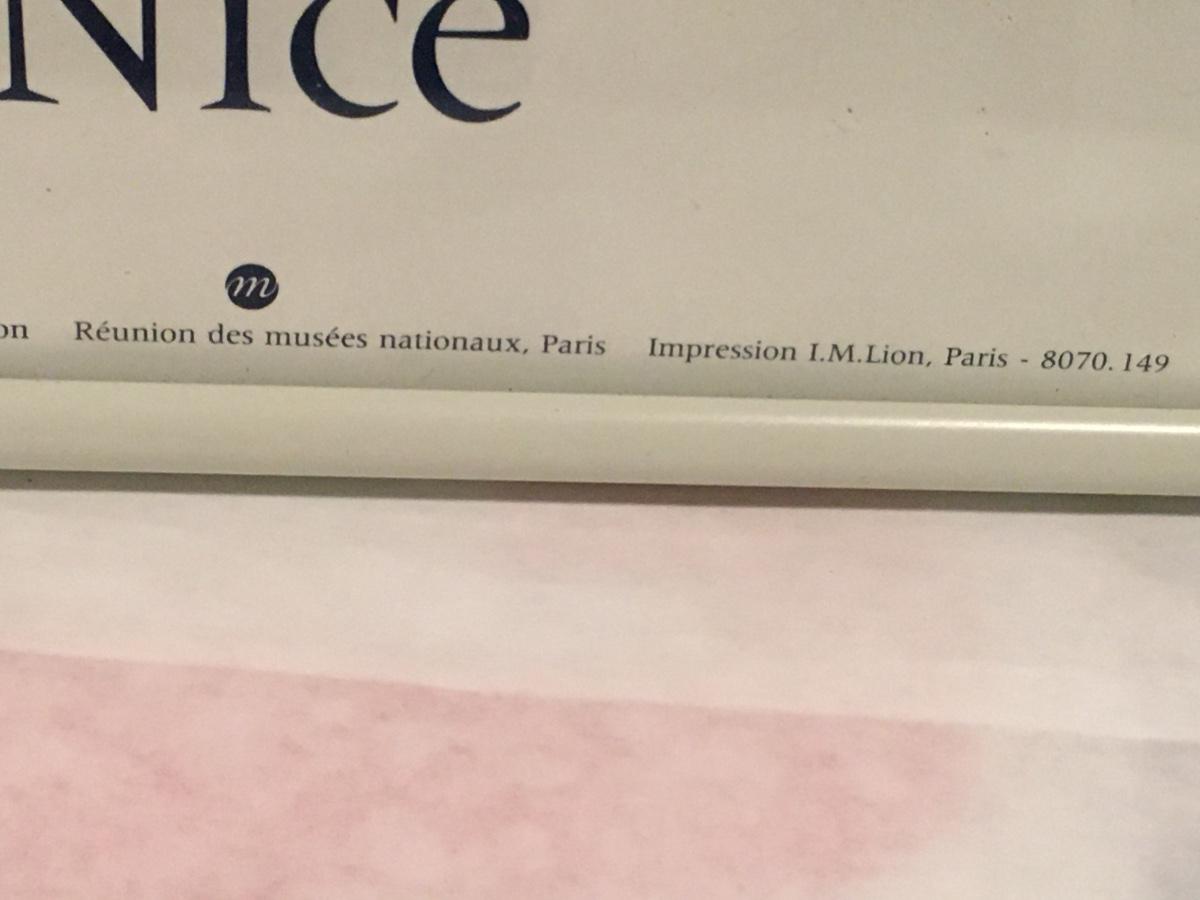 Nice
m
on Réunion des musées nationaux, Paris Impression I.M.Lion, Paris - 8070.149